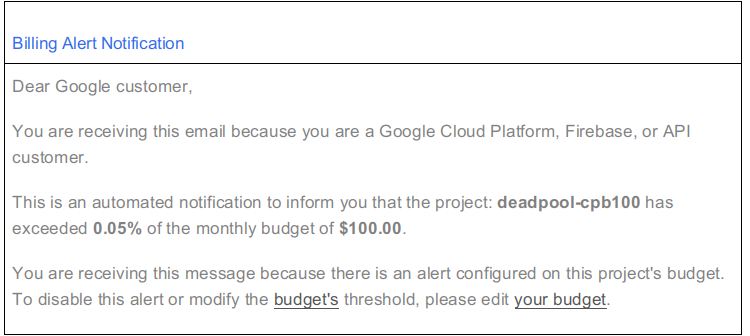 Billing Alert Notification
Dear Google customer,
You are receiving this email because you are a Google Cloud Platform, Firebase, or API
customer.
This is an automated notification to inform you that the project: deadpool-cpb100 has
exceeded 0.05% of the monthly budget of $100.00.
You are receiving this message because there is an alert configured on this project's budget.
To disable this alert or modify the budget's threshold, please edit your budget.